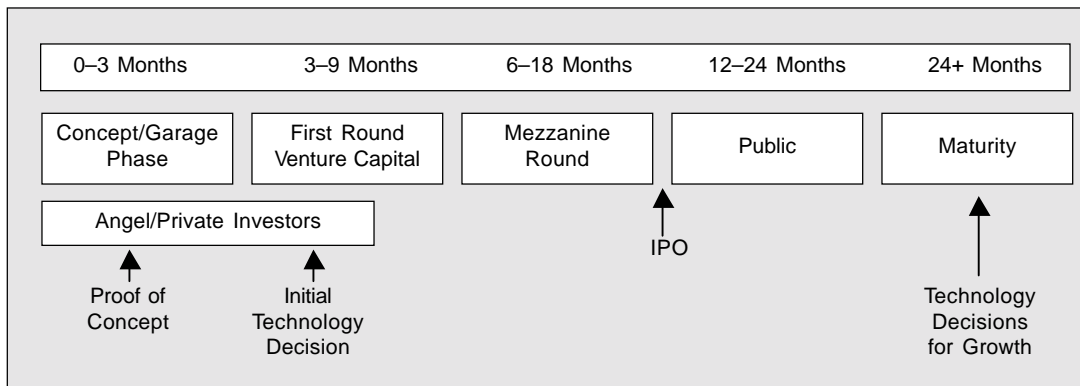 0–3 Months 3–9 Months 6–18 Months 12–24 Months 24+ Months
Concept/Garage
Phase
First Round
Venture Capital
Mezzanine
Round
Public
Maturity
Angel/Private Investors
IPO
Proof of
Concept
Initial
Technology
Decision
Technology
Decisions
for Growth